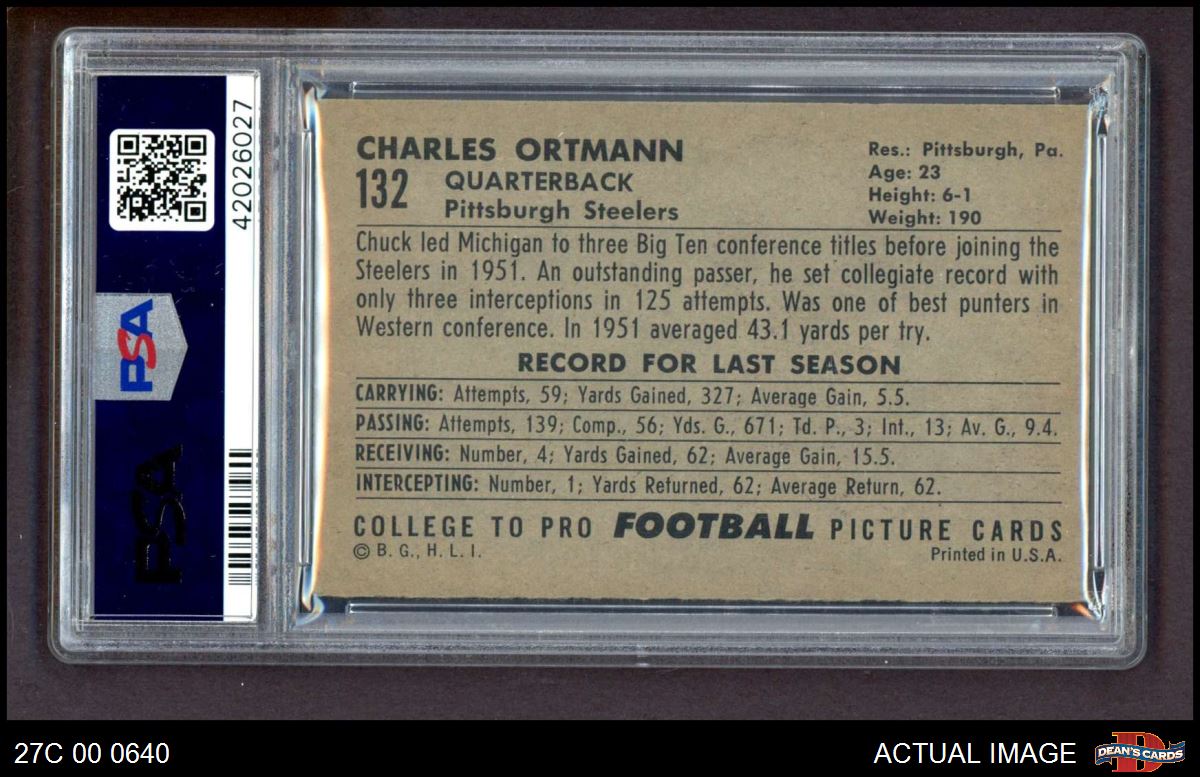 42026027
PSA
PSA
CHARLES ORTMANN
132 QUARTERBACK
Pittsburgh Steelers
Res.: Pittsburgh, Pa.
Age: 23
Height: 6-1
Weight: 190
Chuck led Michigan to three Big Ten conference titles before joining the
Steelers in 1951. An outstanding passer, he set collegiate record with
only three interceptions in 125 attempts. Was one of best punters in
Western conference. In 1951 averaged 43.1 yards per try.
RECORD FOR LAST SEASON
CARRYING: Attempts, 59; Yards Gained, 327; Average Gain, 5.5.
PASSING: Attempts, 139; Comp., 56; Yds. G., 671; Td. P., 3; Int., 13; Av. G., 9.4.
RECEIVING: Number, 4; Yards Gained, 62; Average Gain, 15.5.
INTERCEPTING: Number, 1; Yards Returned, 62; Average Return, 62.
COLLEGE TO PRO FOOTBALL PICTURE CARDS
© B. G., H. L. I.
Printed in U.S.A.
27C 00 0640
ACTUAL IMAGE
DEAN'S CARDS